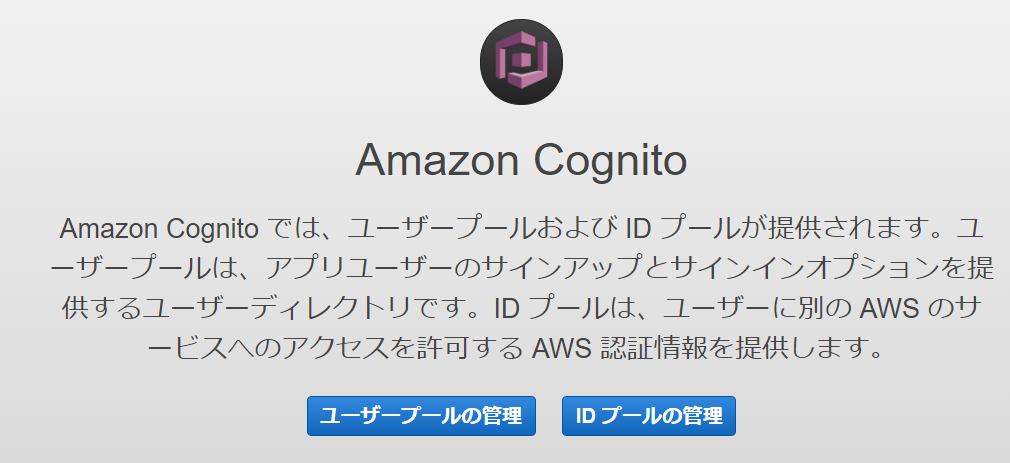 Amazon Cognito
Amazon Cognito では、ユーザープールおよび ID プールが提供されます。ユ
ーザープールは、アプリユーザーのサインアップとサインインオプションを提
供するユーザーディレクトリです。ID プールは、ユーザーに別の AWS のサ
ービスへのアクセスを許可する AWS 認証情報を提供します。
ユーザープールの管理 ID プールの管理